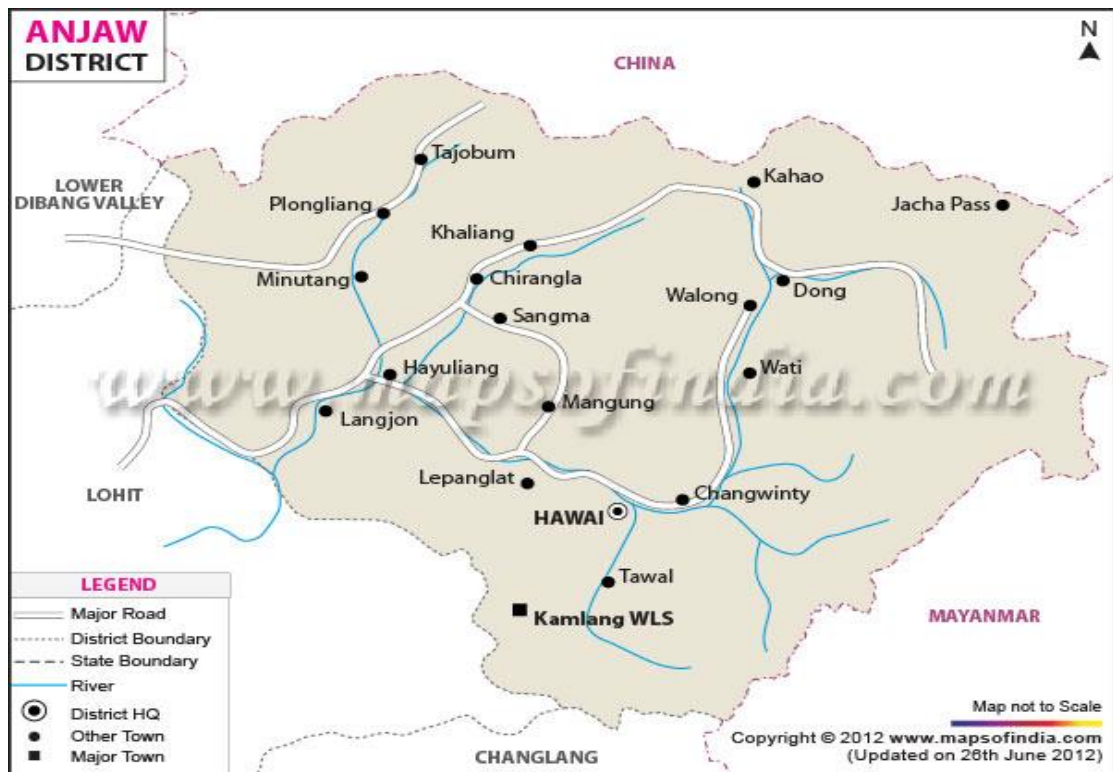 ANJAW
DISTRICT
N
CHINA
Tajobum
LOWER
DIBANG VALLEY
Kahao
Plongliang
Jacha Pass
Khaliang
Minutang
Chirangla
Dong
Walong
Sangma
Hayuliang
Wati
www.mapsofindia.com
Mangung
Langjon
Lepanglat
LOHIT
Changwinty
HAWAI
Tawal
Kamlang WLS
MAYANMAR
LEGEND
Major Road
District Boundary
State Boundary
River
District HQ
Other Town
Major Town
CHANGLANG
Map not to Scale
Copyright © 2012 www.mapsofindia.com
(Updated on 26th June 2012)